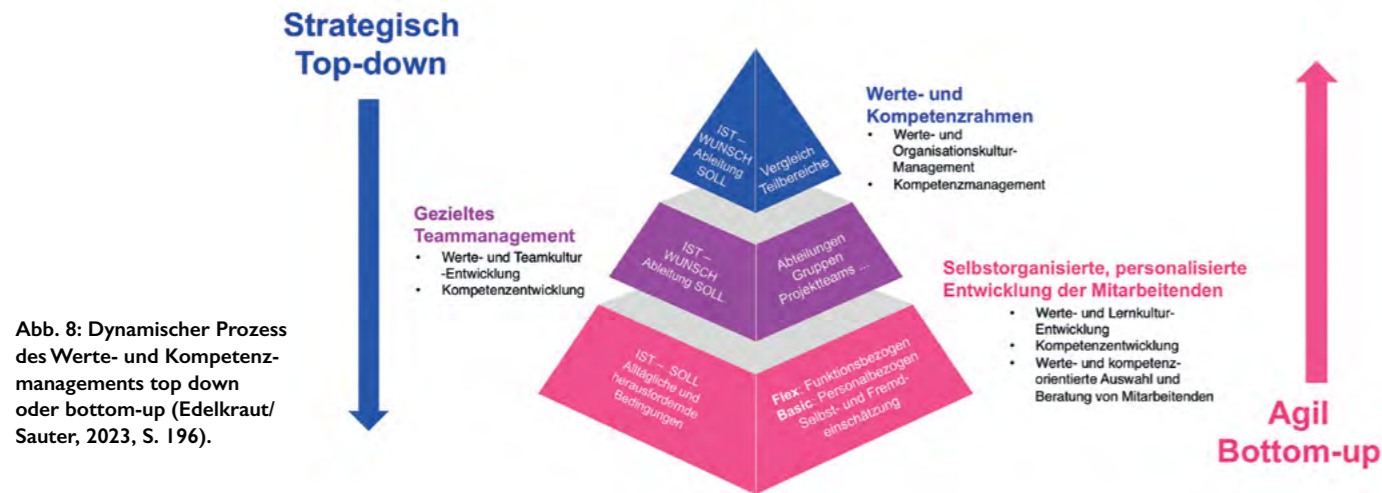 Strategisch
Top-down
IST –
WUNSCH
Ableitung
SOLL
Vergleich
Teilbereiche
Werte- und
Kompetenzrahmen
• Werte- und
Organisationskultur-
Management
• Kompetenzmanagement
Gezieltes
Teammanagement
• Werte- und Teamkultur
-Entwicklung
• Kompetenzentwicklung
IST –
WUNSCH
Ableitung SOLL
Abteilungen
Gruppen
Projektteams ...
Selbstorganisierte, personalisierte
Entwicklung der Mitarbeitenden
• Werte- und Lernkultur-
Entwicklung
• Kompetenzentwicklung
• Werte- und kompetenz-
orientierte Auswahl und
Beratung von Mitarbeitenden
IST – SOLL
Alltägliche und
herausfordernde
Bedingungen
Flex: Funktionsbezogen
Basic: Personalbezogen
Selbst- und Fremd-
einschätzung
Agil
Bottom-up
Abb. 8: Dynamischer Prozess
des Werte- und Kompetenz-
managements top down
oder bottom-up (Edelkraut/
Sauter, 2023, S. 196).